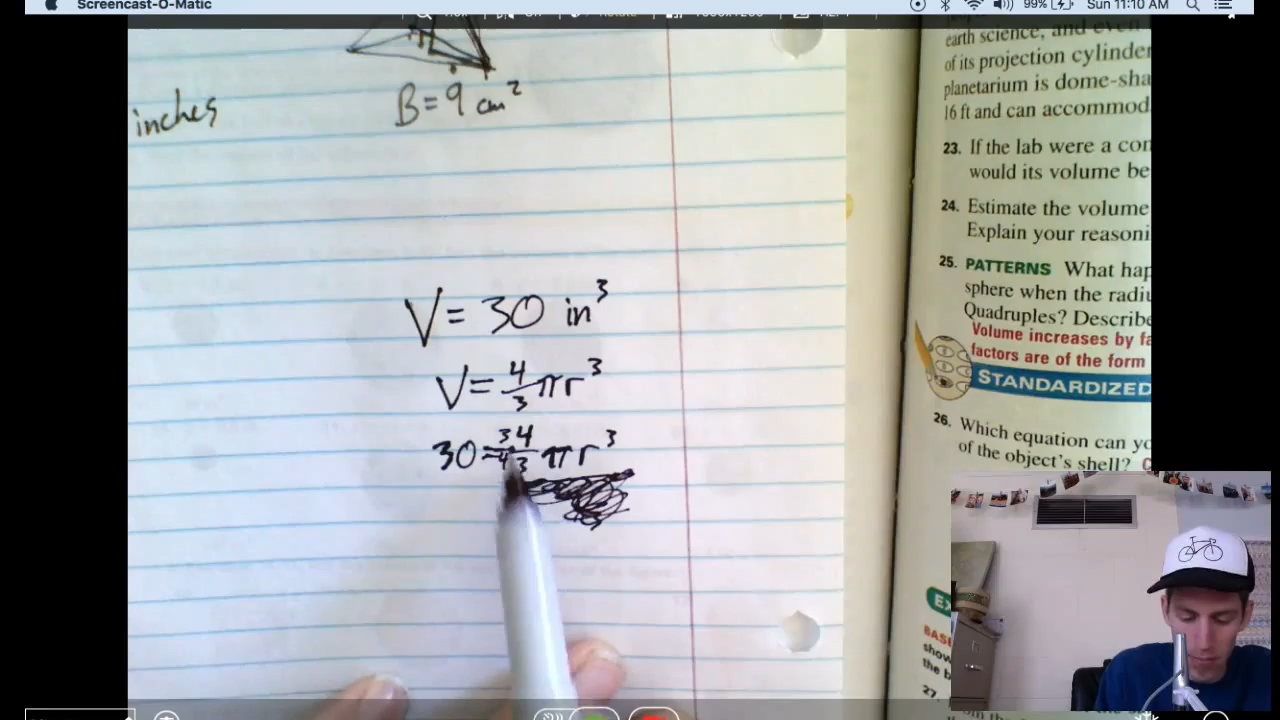 Screencast-O-Matic
99%
Sun 11:10 AM
inches
B = 9 cm²
V = 30 in³
V = 4/3 πr³
30 = 3/4 4/3 πr³
earth science, and even
of its projection cylinder
planetarium is dome-sha
16 ft and can accommod
23. If the lab were a con
would its volume be
24. Estimate the volume
Explain your reasoni
25. PATTERNS What hap
sphere when the radiu
Quadruples? Describe
Volume increases by fa
factors are of the form
STANDARDIZED
26. Which equation can yo
of the object's shell?
BAS
show
the b
27.